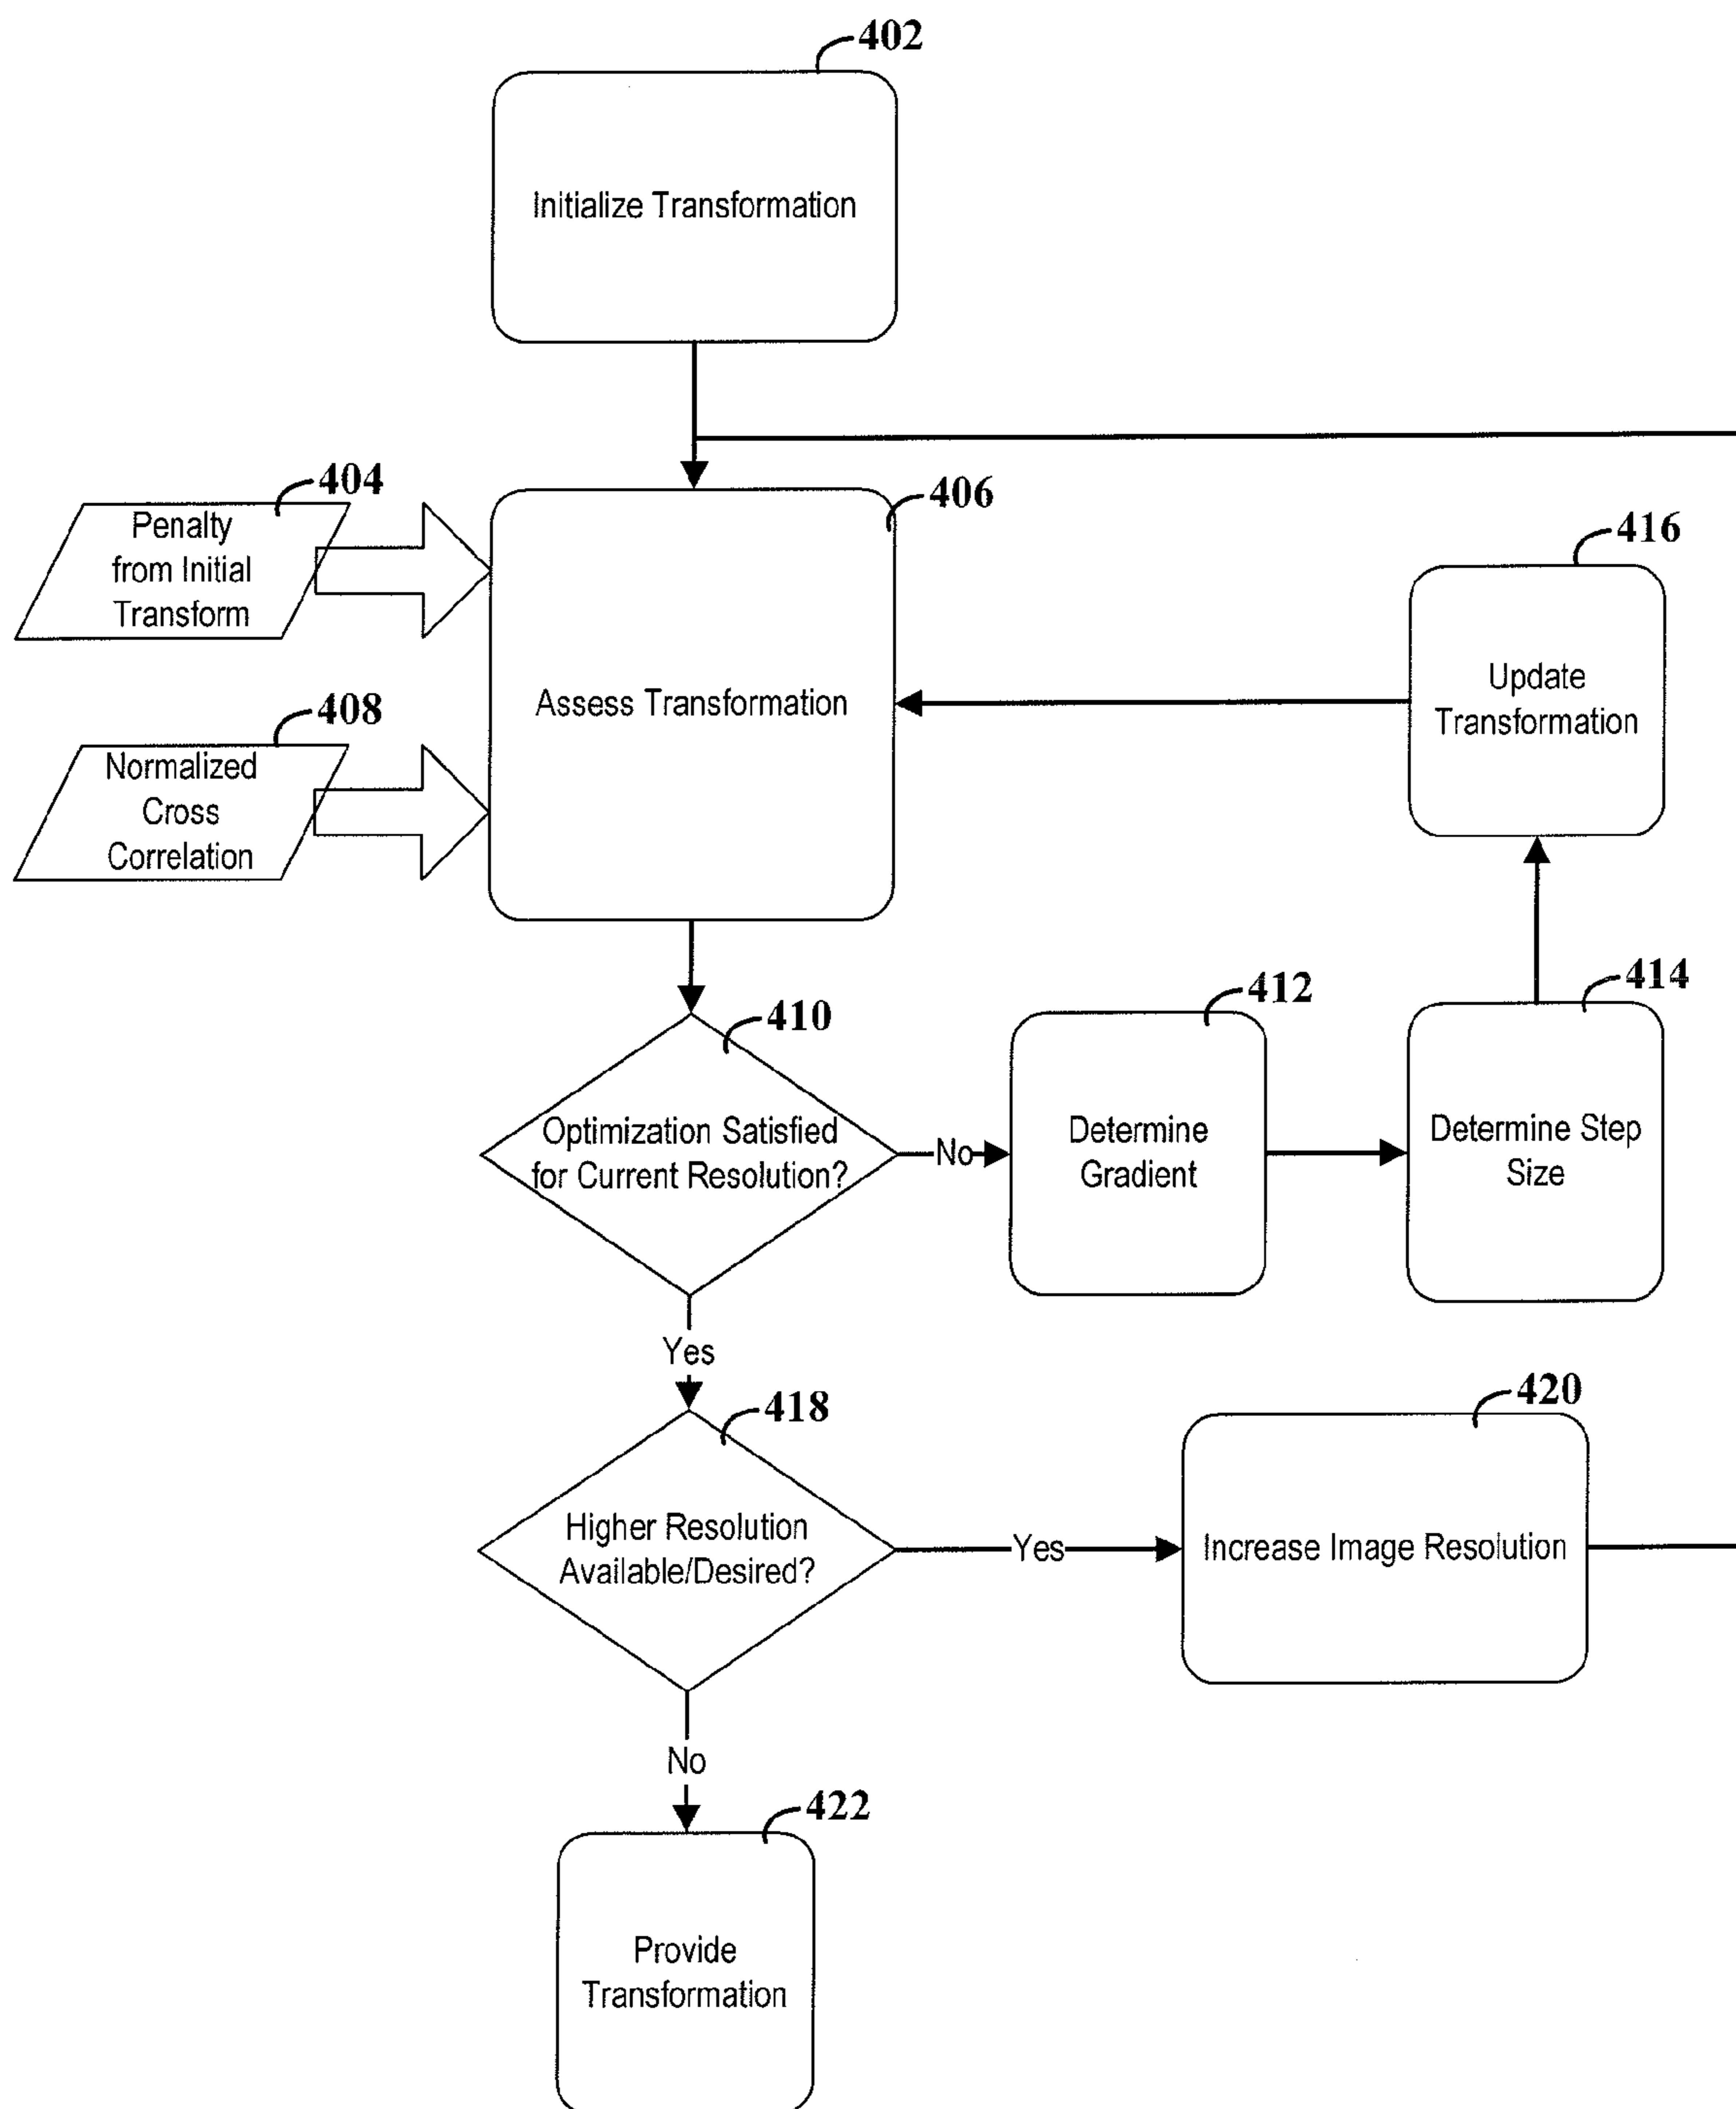 402
Initialize Transformation
404
Penalty
from Initial
Transform
406
Assess Transformation
416
Update
Transformation
408
Normalized
Cross
Correlation
410
Optimization Satisfied
for Current Resolution?
No
412
Determine
Gradient
414
Determine Step
Size
Yes
418
Higher Resolution
Available/Desired?
Yes
420
Increase Image Resolution
No
422
Provide
Transformation